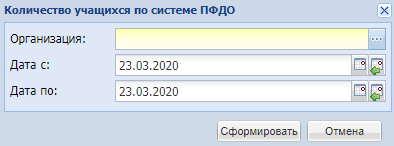 Количество учащихся по системе ПФДО
Организация:
Дата с: 23.03.2020
Дата по: 23.03.2020
Сформировать Отмена